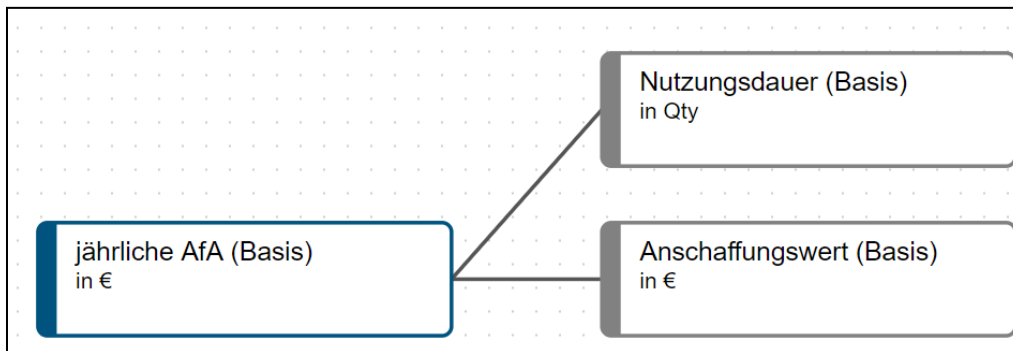 Nutzungsdauer (Basis)
in Qty
jährliche AfA (Basis)
in €
Anschaffungswert (Basis)
in €